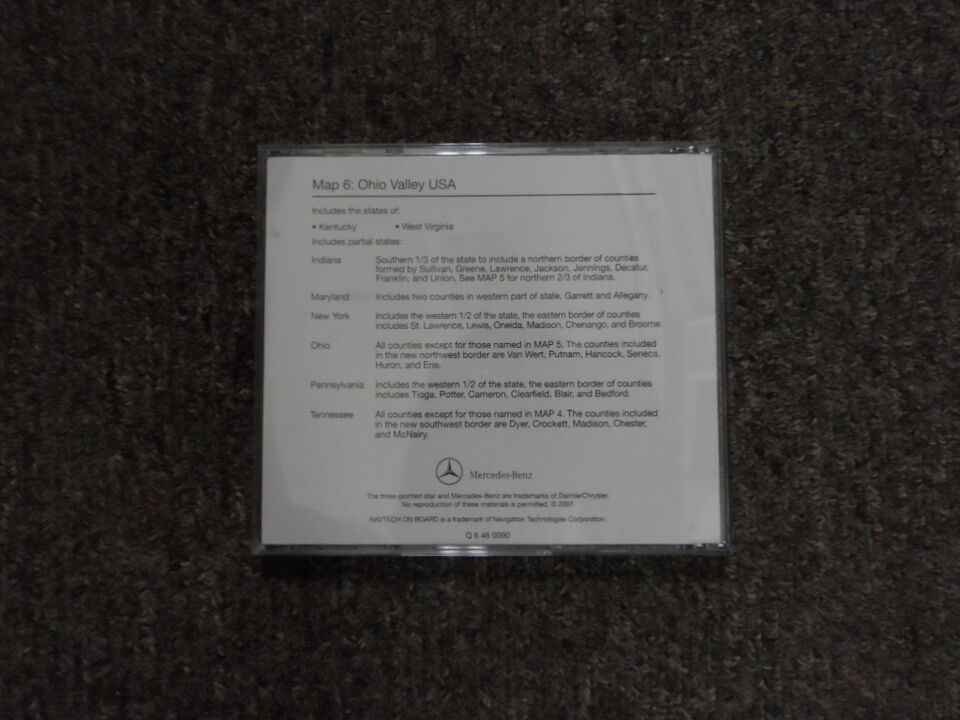 Map 6: Ohio Valley USA
Includes the states of:
• Kentucky • West Virginia
Includes partial states:
Indiana Southern 1/3 of the state to include a northern border of counties
formed by Sullivan, Greene, Lawrence, Jackson, Jennings, Decatur,
Franklin, and Union. See MAP 5 for northern 2/3 of Indiana.
Maryland Includes two counties in western part of state, Garrett and Allegany.
New York Includes the western 1/2 of the state, the eastern border of counties
includes St. Lawrence, Lewis, Oneida, Madison, Chenango, and Broome.
Ohio All counties except for those named in MAP 5. The counties included
in the new northwest border are Van Wert, Putnam, Hancock, Seneca,
Huron, and Erie.
Pennsylvania Includes the western 1/2 of the state, the eastern border of counties
includes Tioga, Potter, Cameron, Clearfield, Blair, and Bedford.
Tennessee All counties except for those named in MAP 4. The counties included
in the new southwest border are Dyer, Crockett, Madison, Chester,
and McNairy.
Mercedes-Benz
The three-pointed star and Mercedes-Benz are trademarks of DaimlerChrysler.
No reproduction of these materials is permitted. © 2001
NAVTECH ON BOARD is a trademark of Navigation Technologies Corporation.
Q 6 46 0090